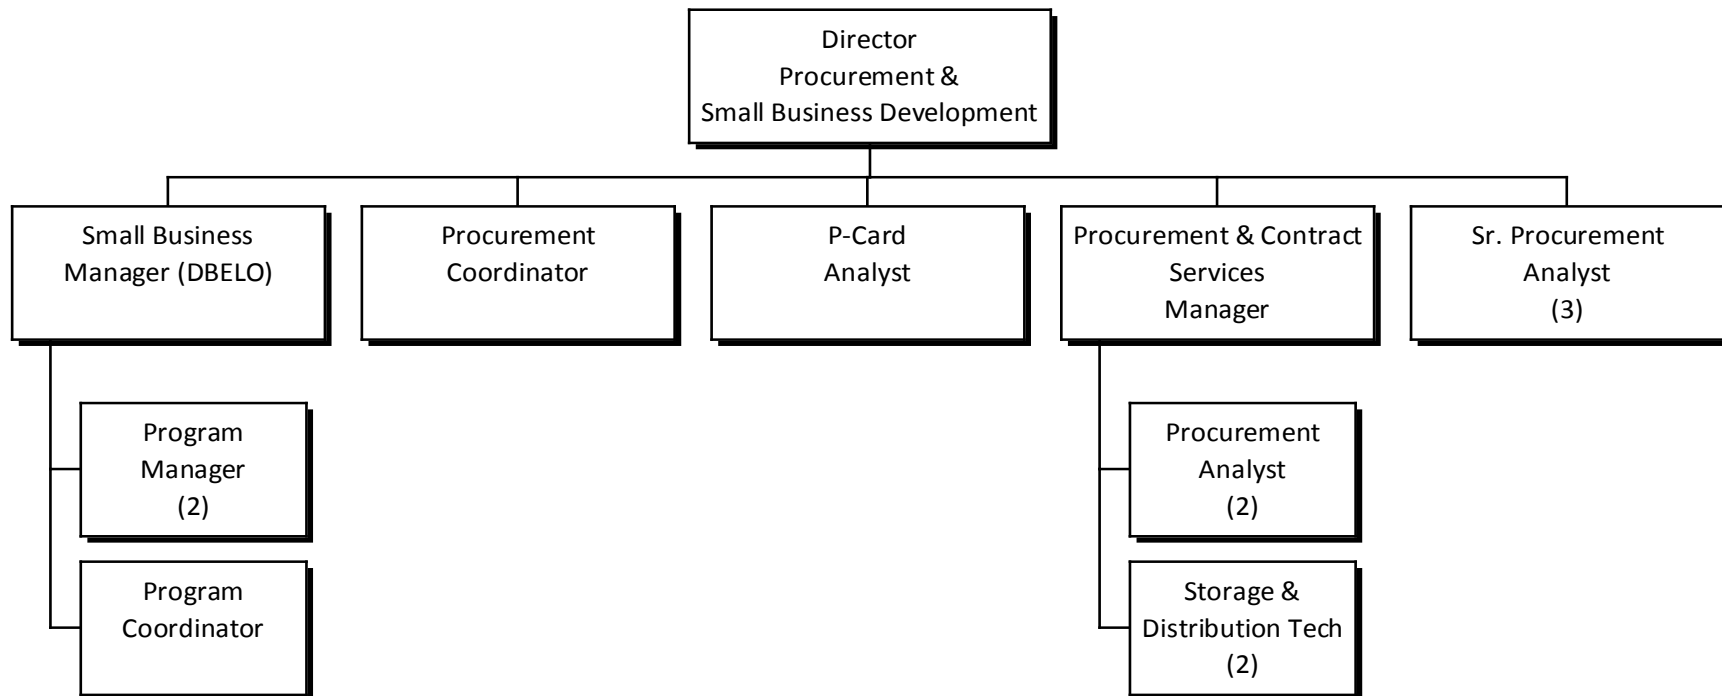 Director
Procurement &
Small Business Development
Small Business
Manager (DBELO)
Procurement
Coordinator
P-Card
Analyst
Procurement & Contract
Services
Manager
Sr. Procurement
Analyst
(3)
Program
Manager
(2)
Procurement
Analyst
(2)
Program
Coordinator
Storage &
Distribution Tech
(2)